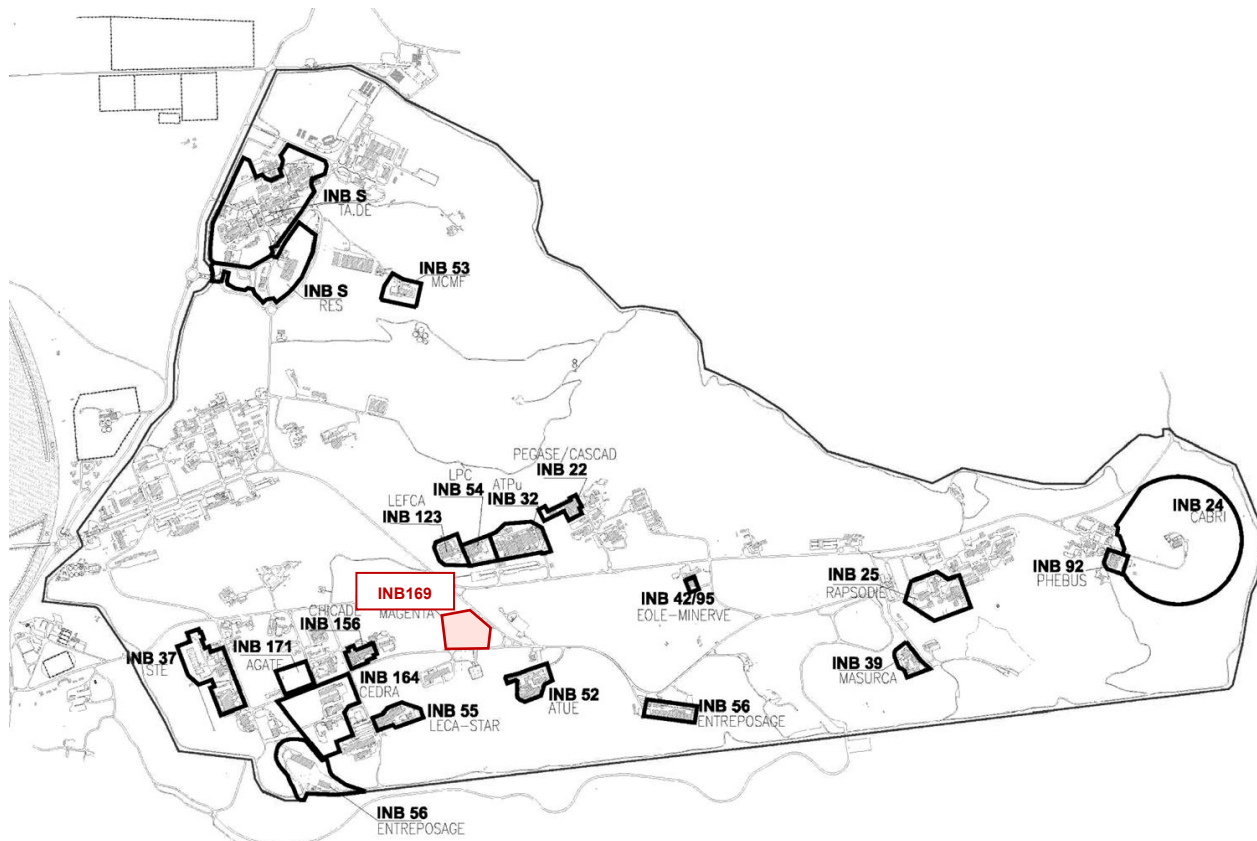 INB S
TA.DE
INB S
RES
INB 53
MCMF
PEGASE/CASCAD
INB 22
LPC
INB 54
ATPu
INB 32
LEFCA
INB 123
INB 24
CABRI
INB 92
PHEBUS
INB 25
RAPSODIE
INB 42/95
EOLE-MINERVE
INB169
MAGENTA
CHICADE
INB 156
INB 171
AGATE
INB 37
STE
INB 164
CEDRA
INB 39
MASURCA
INB 52
ATUE
INB 55
LECA-STAR
INB 56
ENTREPOSAGE
INB 56
ENTREPOSAGE